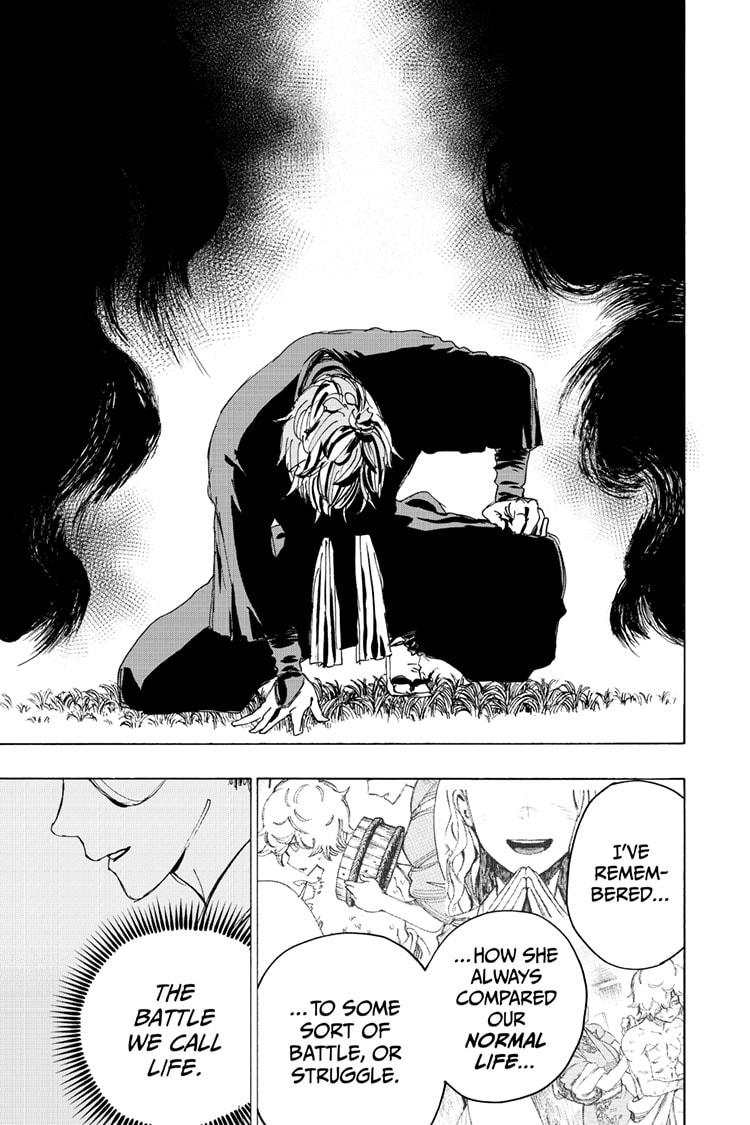 I'VE
REMEM-
BERED...
...HOW SHE
ALWAYS
COMPARED
OUR
NORMAL
LIFE...
...TO SOME
SORT OF
BATTLE, OR
STRUGGLE.
THE
BATTLE
WE CALL
LIFE.